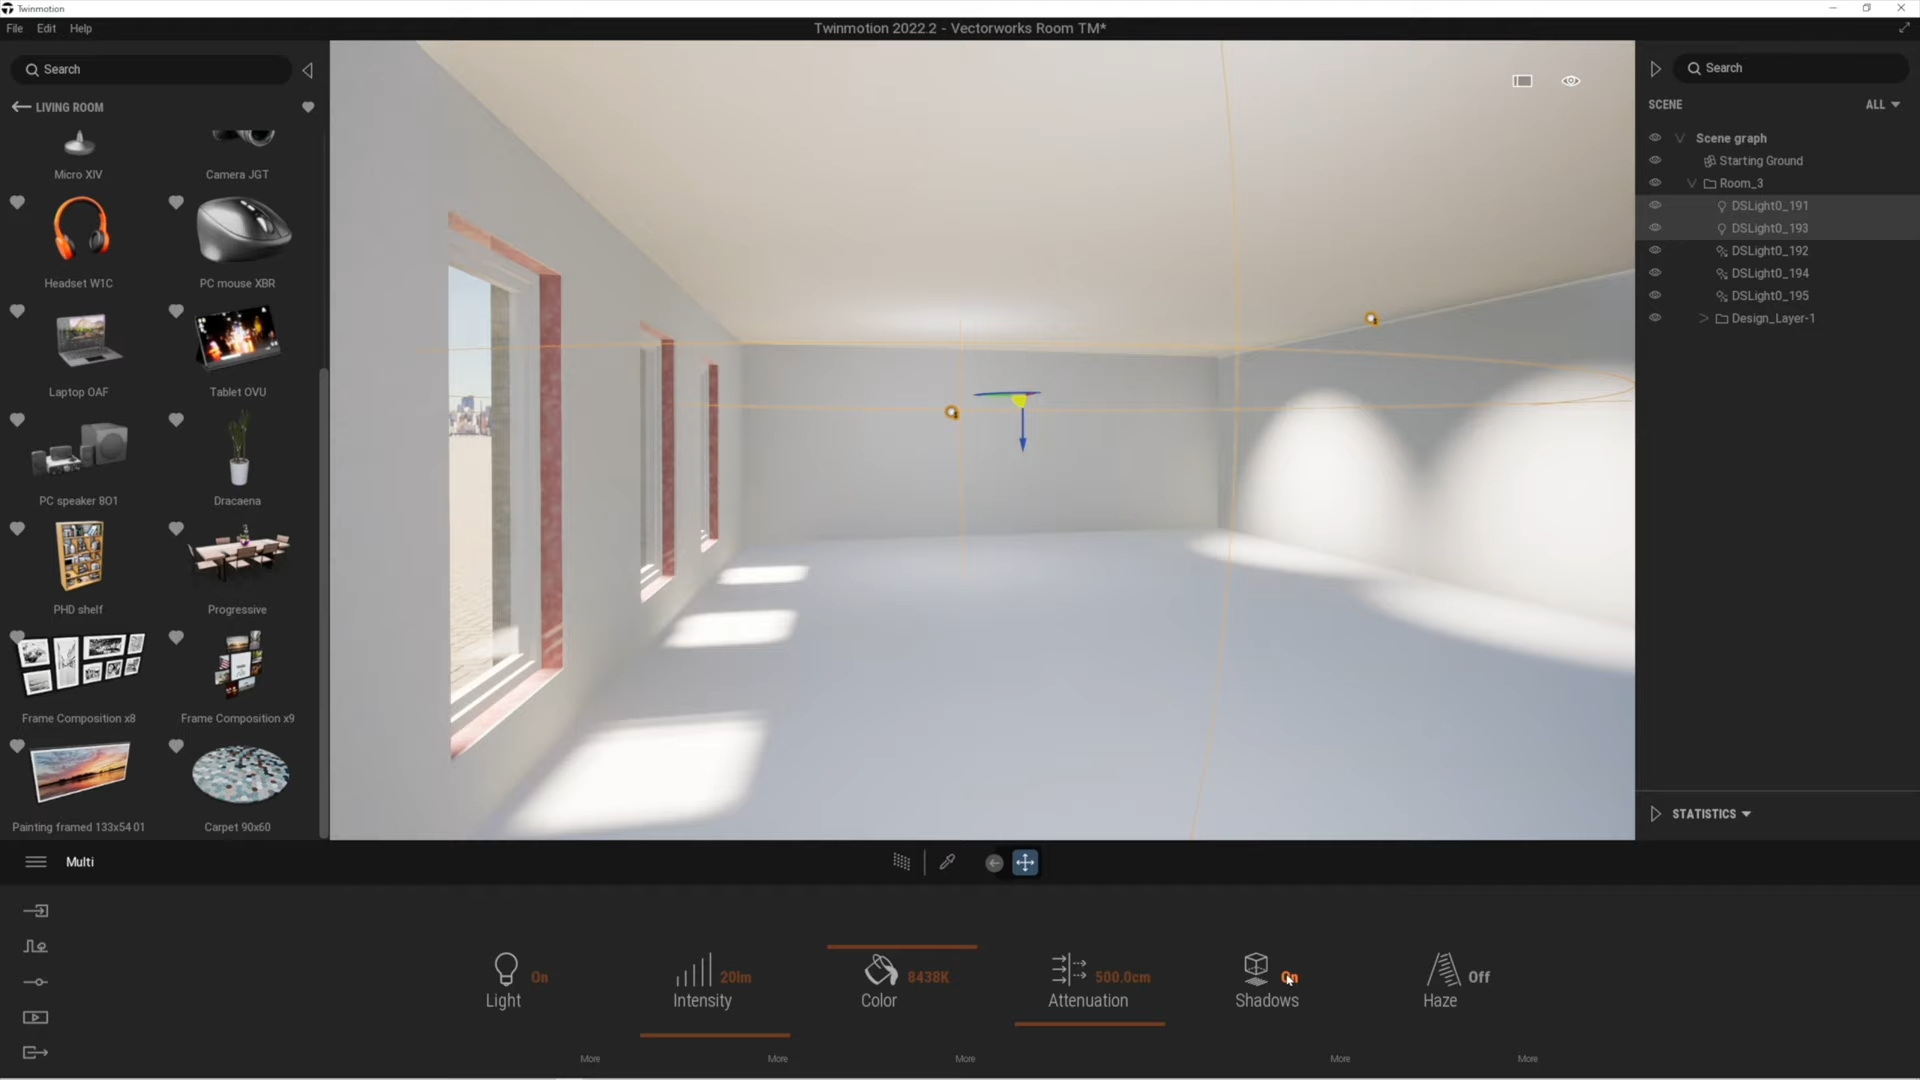 Twinmotion
File Edit Help
Twinmotion 2022.2 - Vectorworks Room TM*
Search
LIVING ROOM
Micro XIV
Camera JGT
Headset W1C
PC mouse XBR
Laptop OAF
Tablet OVU
PC speaker 8O1
Dracaena
PHD shelf
Progressive
Frame Composition x8
Frame Composition x9
Painting framed 133x54 01
Carpet 90x60
Search
SCENE
ALL
Scene graph
Starting Ground
Room_3
DSLight0_191
DSLight0_193
DSLight0_192
DSLight0_194
DSLight0_195
Design_Layer-1
STATISTICS
Multi
Light On
More
Intensity 20lm
More
Color 8438K
More
Attenuation 500.0cm
Shadows On
More
Haze Off
More